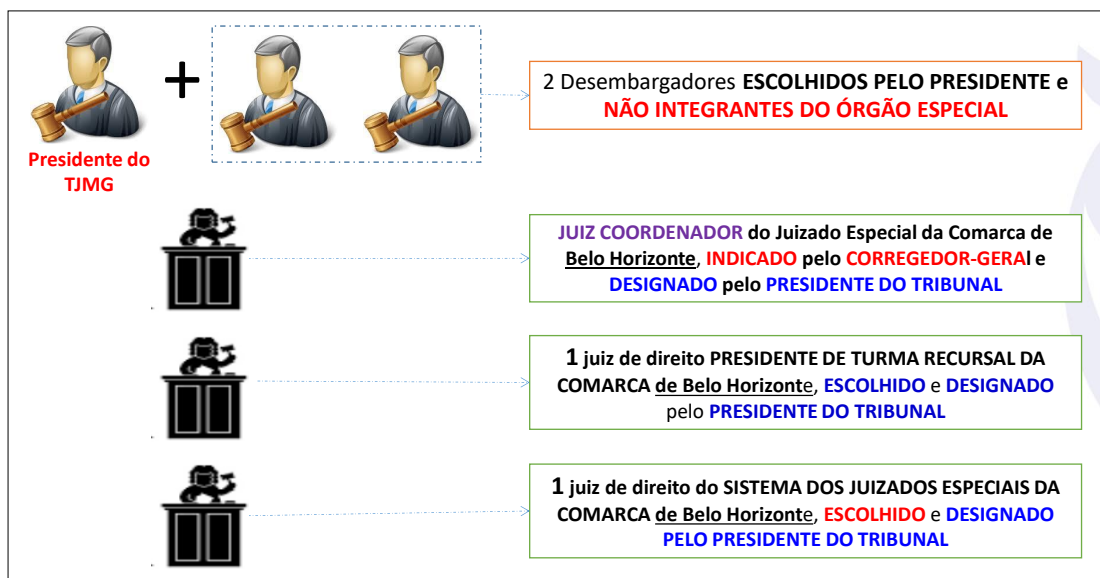 2 Desembargadores ESCOLHIDOS PELO PRESIDENTE e
NÃO INTEGRANTES DO ÓRGÃO ESPECIAL
Presidente do
TJMG
JUIZ COORDENADOR do Juizado Especial da Comarca de
Belo Horizonte, INDICADO pelo CORREGEDOR-GERAl e
DESIGNADO pelo PRESIDENTE DO TRIBUNAL
1 juiz de direito PRESIDENTE DE TURMA RECURSAL DA
COMARCA de Belo Horizonte, ESCOLHIDO e DESIGNADO
pelo PRESIDENTE DO TRIBUNAL
1 juiz de direito do SISTEMA DOS JUIZADOS ESPECIAIS DA
COMARCA de Belo Horizonte, ESCOLHIDO e DESIGNADO
PELO PRESIDENTE DO TRIBUNAL